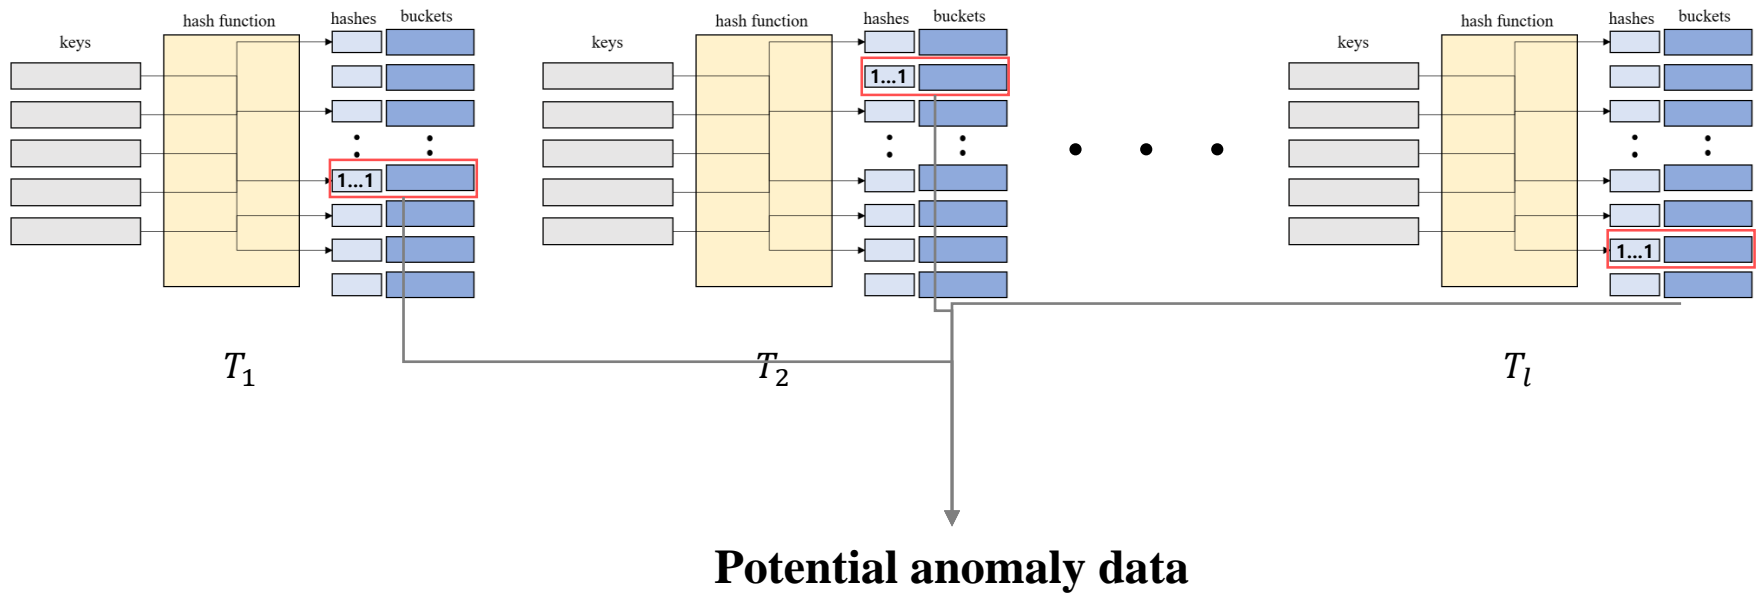 hash function hashes buckets
keys
1...1
T₁
hash function hashes buckets
keys
1...1
T₂
hash function hashes buckets
keys
1...1
Tₗ
Potential anomaly data